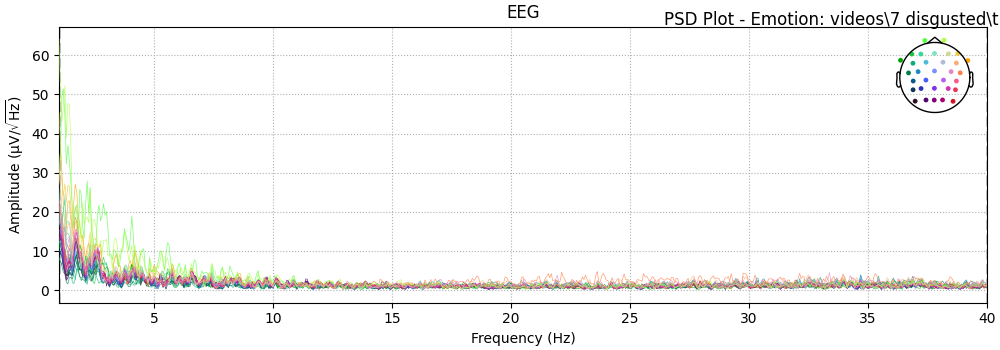 EEG
PSD Plot - Emotion: videos\7 disgusted\t
Amplitude (µV/√Hz)
60
50
40
30
20
10
0
5 10 15 20 25 30 35 40
Frequency (Hz)